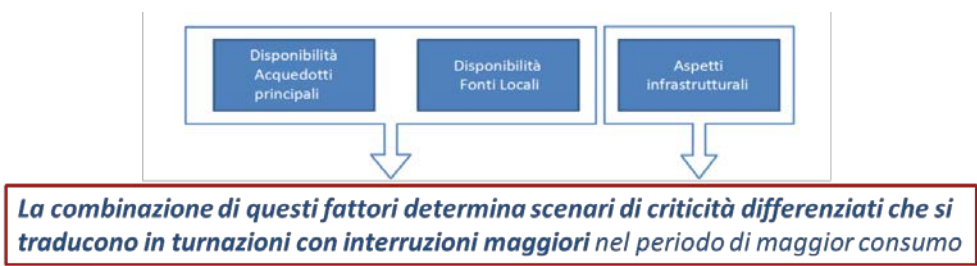 Disponibilità
Acquedotti
principali
Disponibilità
Fonti Locali
Aspetti
infrastrutturali
La combinazione di questi fattori determina scenari di criticità differenziati che si
traducono in turnazioni con interruzioni maggiori nel periodo di maggior consumo